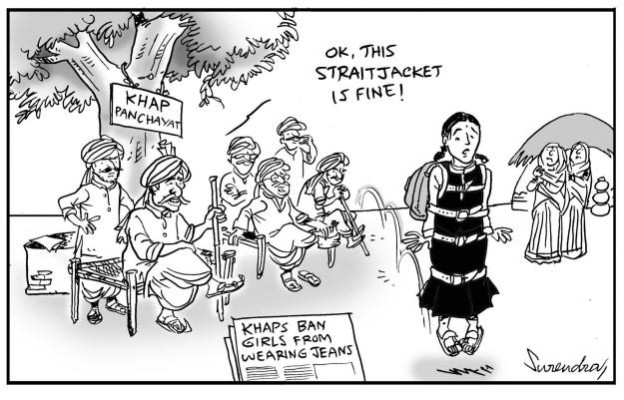 KHAP
PANCHAYAT
OK, THIS
STRAITJACKET
IS FINE!
KHAPS BAN
GIRLS FROM
WEARING JEANS
Surendra